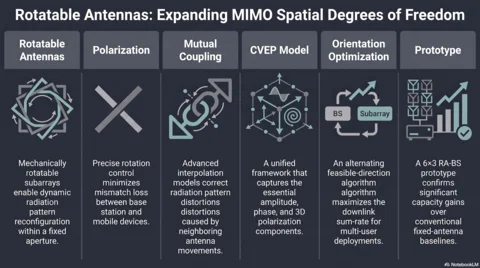 Rotatable Antennas: Expanding MIMO Spatial Degrees of Freedom
Rotatable
Antennas
Mechanically
rotatable
subarrays
enable dynamic
radiation
pattern
reconfiguration
within a fixed
aperture.
Polarization
Precise rotation
control
minimizes
mismatch loss
between base
station and
mobile devices.
Mutual
Coupling
Advanced
interpolation
models correct
radiation pattern
distortions
distortions
caused by
neighboring
antenna
movements.
CVEP Model
A unified
framework that
captures the
essential
amplitude,
phase, and 3D
polarization
components.
Orientation
Optimization
BS
Subarray
An alternating
feasible-direction
algorithm
algorithm
maximizes the
downlink
sum-rate for
multi-user
deployments.
Prototype
A 6×3 RA-BS
prototype
confirms
significant
capacity gains
over
conventional
fixed-antenna
baselines.
NotebookLM